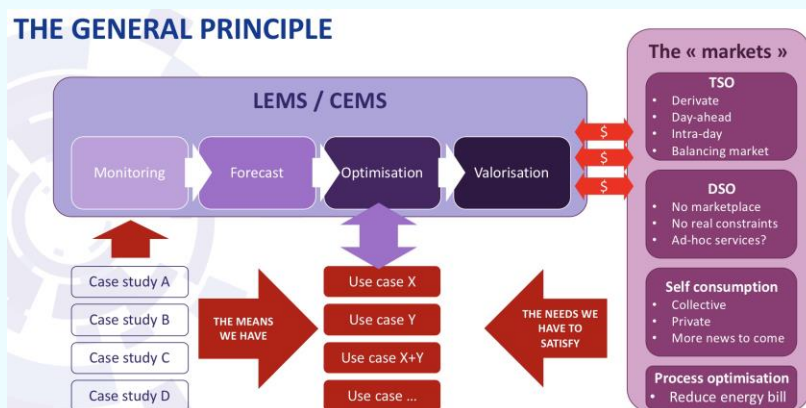 THE GENERAL PRINCIPLE
LEMS / CEMS
Monitoring
Forecast
Optimisation
Valorisation
$
$
$
Case study A
Case study B
Case study C
Case study D
THE MEANS
WE HAVE
Use case X
Use case Y
Use case X+Y
Use case ...
THE NEEDS WE
HAVE TO
SATISFY
The « markets »
TSO
• Derivate
• Day-ahead
• Intra-day
• Balancing market
DSO
• No marketplace
• No real constraints
• Ad-hoc services?
Self consumption
• Collective
• Private
• More news to come
Process optimisation
• Reduce energy bill